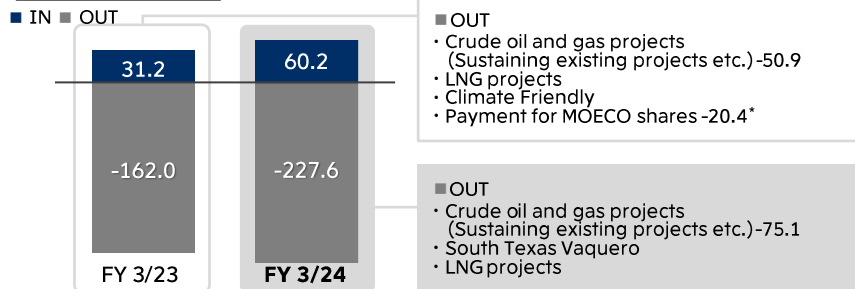 ■ IN ■ OUT
31.2
60.2
-162.0
-227.6
FY 3/23
FY 3/24
■OUT
・Crude oil and gas projects
(Sustaining existing projects etc.)-50.9
・LNG projects
・Climate Friendly
・Payment for MOECO shares -20.4*
■OUT
・Crude oil and gas projects
(Sustaining existing projects etc.)-75.1
・South Texas Vaquero
・LNG projects